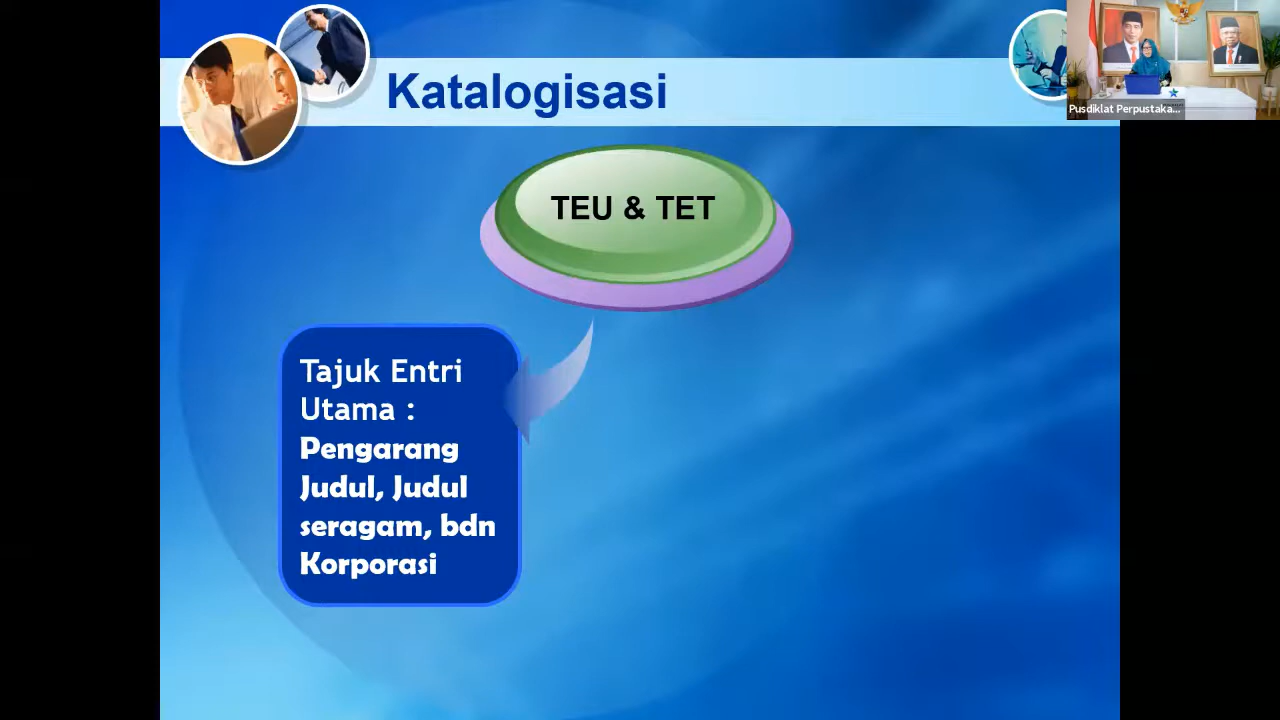 Katalogisasi
Pusdiklat Perpustaka...
TEU & TET
Tajuk Entri
Utama :
Pengarang
Judul, Judul
seragam, bdn
Korporasi